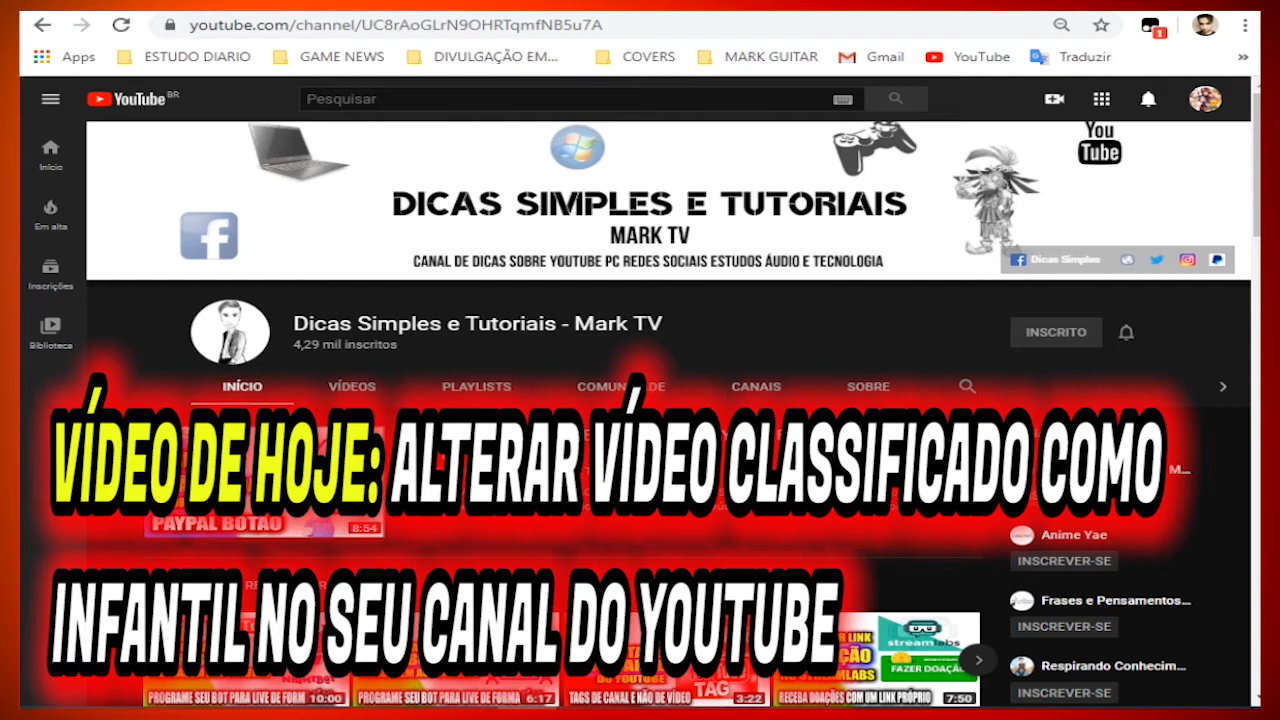 youtube.com/channel/UC8rAoGLrN9OHRTqmfNB5u7A
1
Apps ESTUDO DIARIO GAME NEWS DIVULGAÇÃO EM... COVERS MARK GUITAR Gmail YouTube Traduzir »
YouTube BR
Pesquisar
Início
Em alta
Inscrições
Biblioteca
You
Tube
DICAS SIMPLES E TUTORIAIS
MARK TV
CANAL DE DICAS SOBRE YOUTUBE PC REDES SOCIAIS ESTUDOS ÁUDIO E TECNOLOGIA
Dicas Simples
Dicas Simples e Tutoriais - Mark TV
4,29 mil inscritos
INSCRITO
INÍCIO VÍDEOS PLAYLISTS COMUN DE CANAIS SOBRE
VÍDEO DE HOJE: ALTERAR VÍDEO CLASSIFICADO COMO
M...
PAYPAL BOTAO 8:54
Anime Yae
INSCREVER-SE
INFANTIL NO SEU CANAL DO YOUTUBE
Frases e Pensamentos...
INSCREVER-SE
Respirando Conhecim...
INSCREVER-SE
LINK
streamlabs
FAZER DOAÇÃO
DO YOUTUBE
TAG
PROGRAME SEU BOT PARA LIVE DE FORM 10:00
PROGRAME SEU BOT PARA LIVE DE FORMA 6:17
TAGS DE CANAL E NÃO DE VÍDEO 3:22
RECEBA DOAÇÕES COM UM LINK PRÓPRIO 7:50